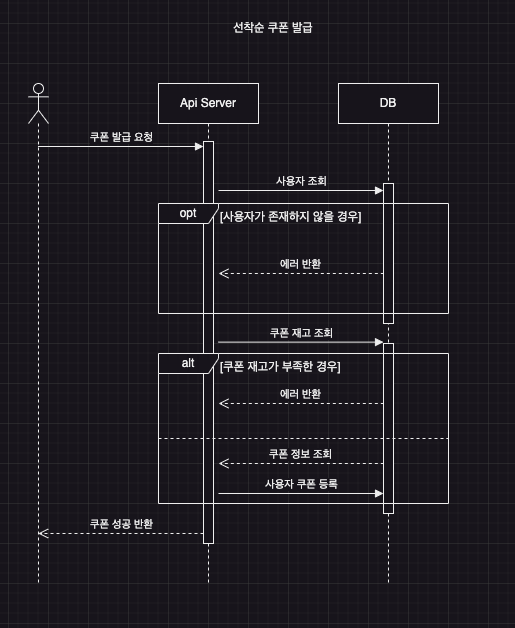 선착순 쿠폰 발급
Api Server
DB
쿠폰 발급 요청
사용자 조회
opt
[사용자가 존재하지 않을 경우]
에러 반환
쿠폰 재고 조회
alt
[쿠폰 재고가 부족한 경우]
에러 반환
쿠폰 정보 조회
사용자 쿠폰 등록
쿠폰 성공 반환